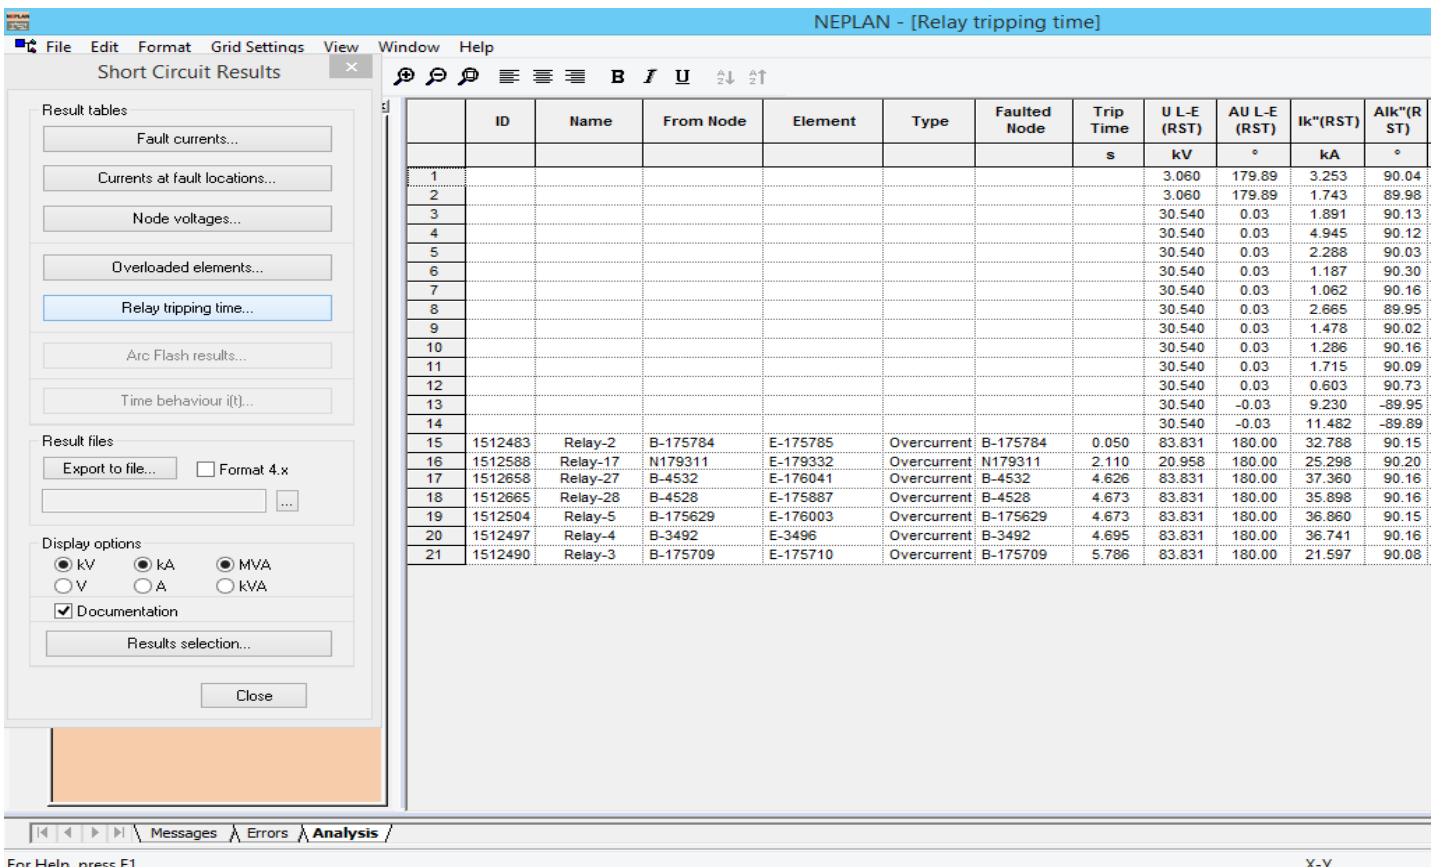 NEPLAN
NEPLAN - [Relay tripping time]
File Edit Format Grid Settings View Window Help
Short Circuit Results
B I U
Result tables
Fault currents...
Currents at fault locations...
Node voltages...
Overloaded elements...
Relay tripping time...
Arc Flash results...
Time behaviour i(t)...
Result files
Export to file... Format 4.x
...
Display options
kV kA MVA
V A kVA
Documentation
Results selection...
Close
ID Name From Node Element Type Faulted Node Trip Time U L-E (RST) AU L-E (RST) Ik"(RST) AIk"(RST)
s kV ° kA °
1 3.060 179.89 3.253 90.04
2 3.060 179.89 1.743 89.98
3 30.540 0.03 1.891 90.13
4 30.540 0.03 4.945 90.12
5 30.540 0.03 2.288 90.03
6 30.540 0.03 1.187 90.30
7 30.540 0.03 1.062 90.16
8 30.540 0.03 2.665 89.95
9 30.540 0.03 1.478 90.02
10 30.540 0.03 1.286 90.16
11 30.540 0.03 1.715 90.09
12 30.540 0.03 0.603 90.73
13 30.540 -0.03 9.230 -89.95
14 30.540 -0.03 11.482 -89.89
15 1512483 Relay-2 B-175784 E-175785 Overcurrent B-175784 0.050 83.831 180.00 32.788 90.15
16 1512588 Relay-17 N179311 E-179332 Overcurrent N179311 2.110 20.958 180.00 25.298 90.20
17 1512658 Relay-27 B-4532 E-176041 Overcurrent B-4532 4.626 83.831 180.00 37.360 90.16
18 1512665 Relay-28 B-4528 E-175887 Overcurrent B-4528 4.673 83.831 180.00 35.898 90.16
19 1512504 Relay-5 B-175629 E-176003 Overcurrent B-175629 4.673 83.831 180.00 36.860 90.15
20 1512497 Relay-4 B-3492 E-3496 Overcurrent B-3492 4.695 83.831 180.00 36.741 90.16
21 1512490 Relay-3 B-175709 E-175710 Overcurrent B-175709 5.786 83.831 180.00 21.597 90.08
Messages Errors Analysis
For Help, press F1 X-Y